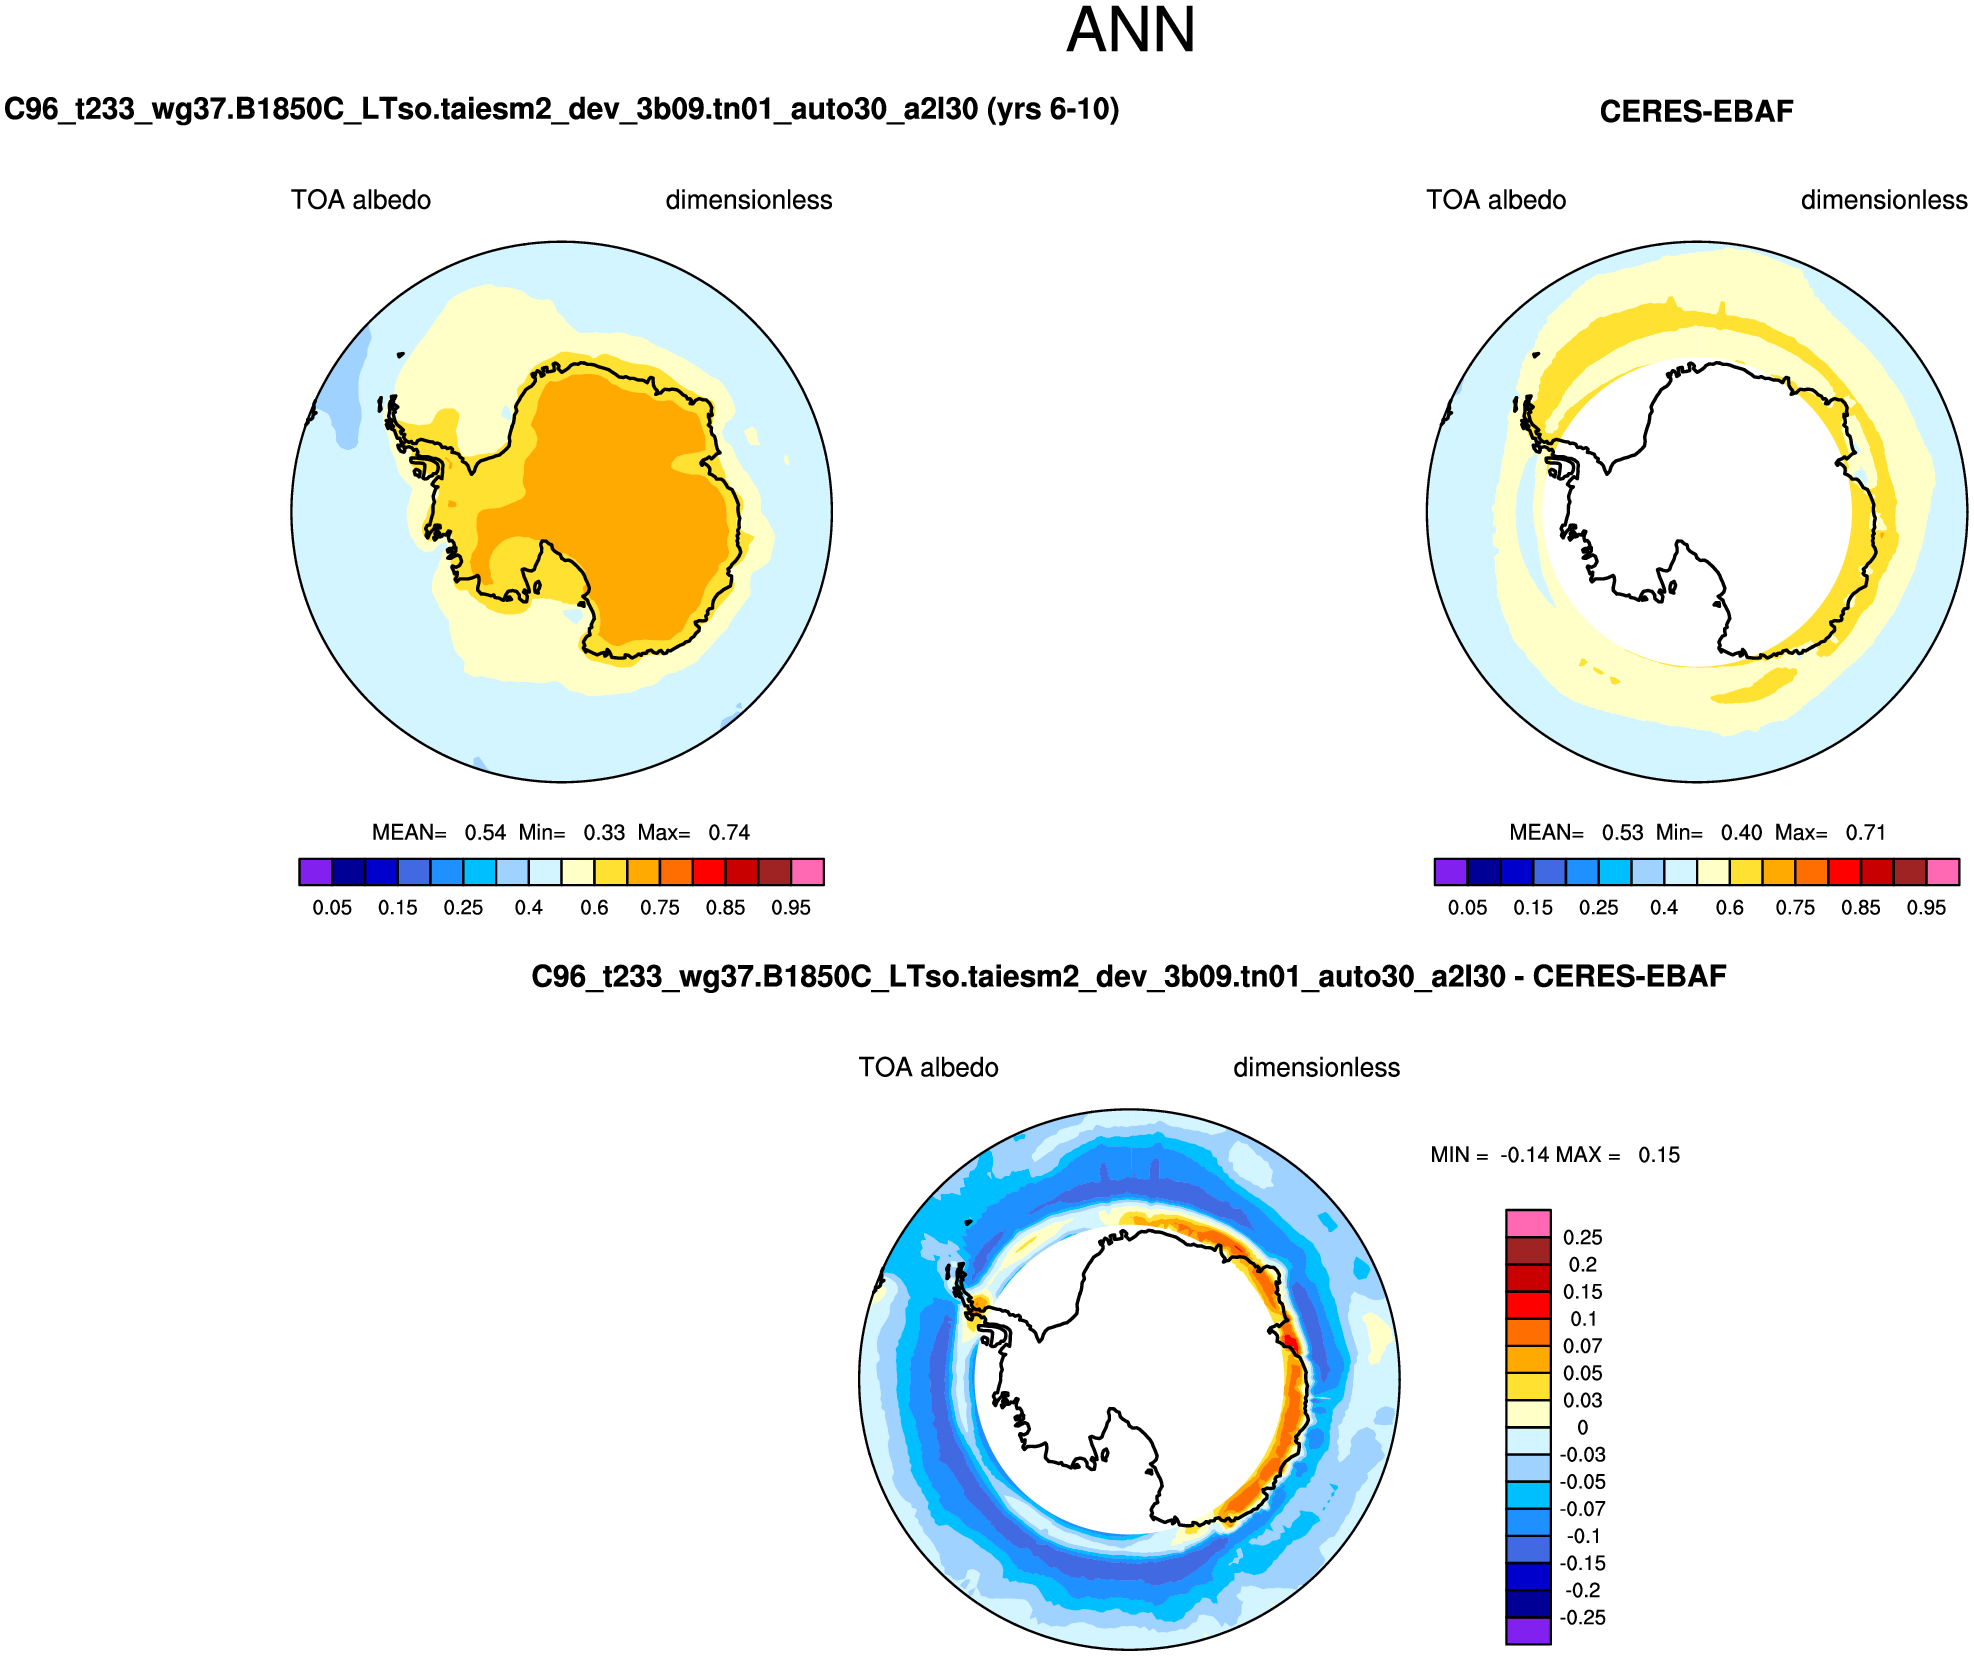 ANN
C96_t233_wg37.B1850C_LTso.taiesm2_dev_3b09.tn01_auto30_a2l30 (yrs 6-10)
CERES-EBAF
TOA albedo dimensionless
TOA albedo dimensionless
MEAN= 0.54 Min= 0.33 Max= 0.74
MEAN= 0.53 Min= 0.40 Max= 0.71
0.05 0.15 0.25 0.4 0.6 0.75 0.85 0.95
0.05 0.15 0.25 0.4 0.6 0.75 0.85 0.95
C96_t233_wg37.B1850C_LTso.taiesm2_dev_3b09.tn01_auto30_a2l30 - CERES-EBAF
TOA albedo dimensionless
MIN = -0.14 MAX = 0.15
0.25
0.2
0.15
0.1
0.07
0.05
0.03
0
-0.03
-0.05
-0.07
-0.1
-0.15
-0.2
-0.25